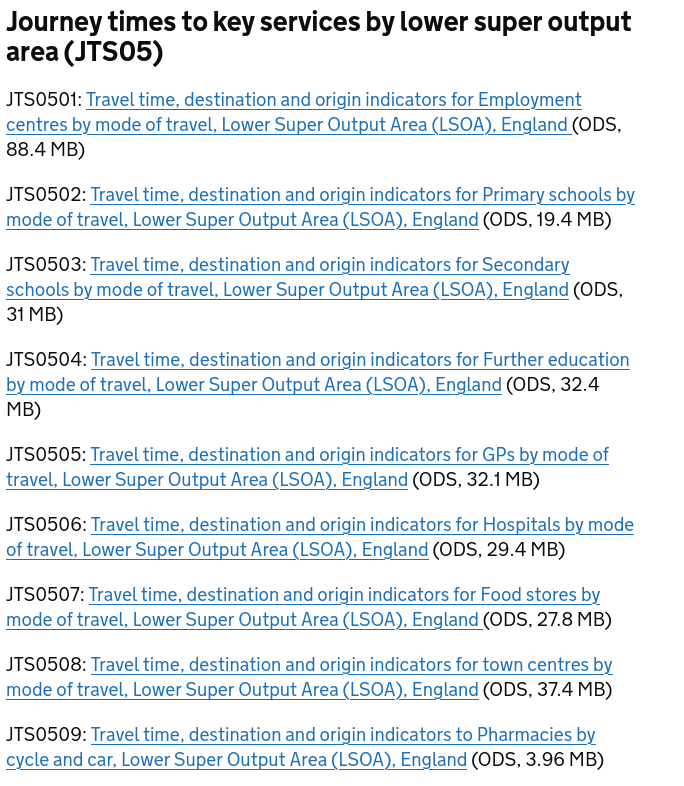 Journey times to key services by lower super output
area (JTS05)
JTS0501: Travel time, destination and origin indicators for Employment
centres by mode of travel, Lower Super Output Area (LSOA), England (ODS,
88.4 MB)
JTS0502: Travel time, destination and origin indicators for Primary schools by
mode of travel, Lower Super Output Area (LSOA), England (ODS, 19.4 MB)
JTS0503: Travel time, destination and origin indicators for Secondary
schools by mode of travel, Lower Super Output Area (LSOA), England (ODS,
31 MB)
JTS0504: Travel time, destination and origin indicators for Further education
by mode of travel, Lower Super Output Area (LSOA), England (ODS, 32.4
MB)
JTS0505: Travel time, destination and origin indicators for GPs by mode of
travel, Lower Super Output Area (LSOA), England (ODS, 32.1 MB)
JTS0506: Travel time, destination and origin indicators for Hospitals by mode
of travel, Lower Super Output Area (LSOA), England (ODS, 29.4 MB)
JTS0507: Travel time, destination and origin indicators for Food stores by
mode of travel, Lower Super Output Area (LSOA), England (ODS, 27.8 MB)
JTS0508: Travel time, destination and origin indicators for town centres by
mode of travel, Lower Super Output Area (LSOA), England (ODS, 37.4 MB)
JTS0509: Travel time, destination and origin indicators to Pharmacies by
cycle and car, Lower Super Output Area (LSOA), England (ODS, 3.96 MB)